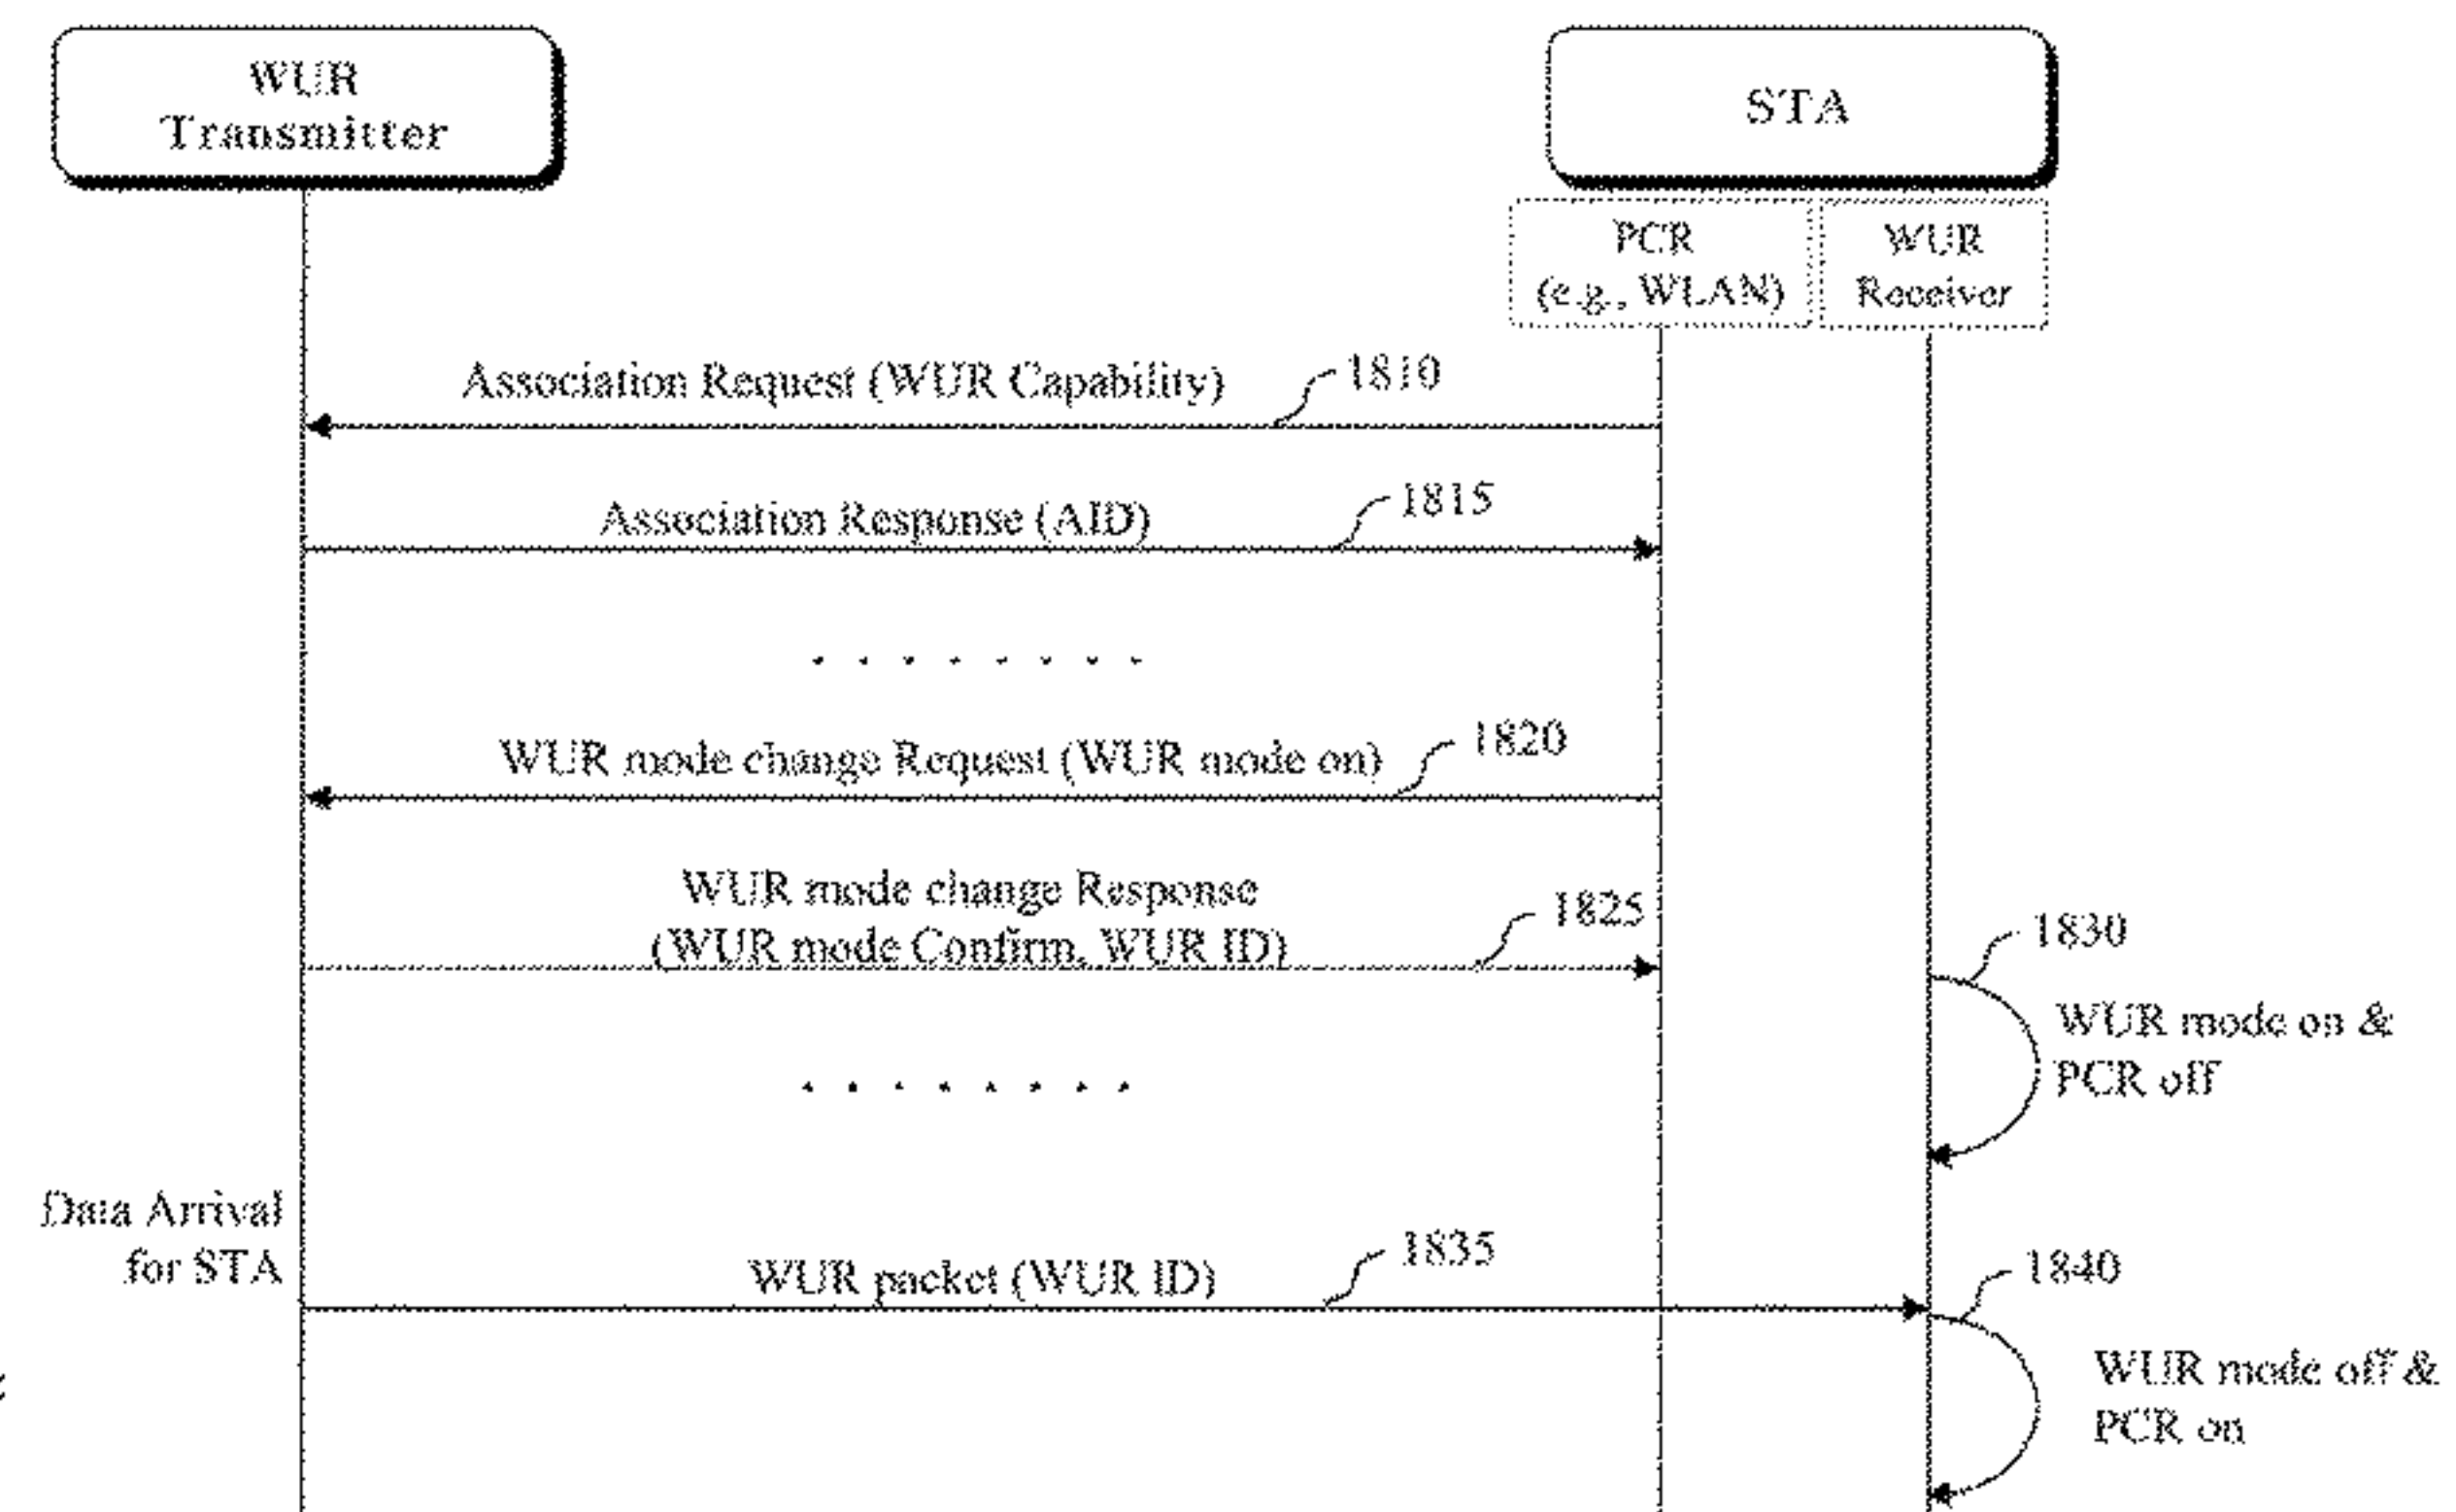 WUR
Transmitter
STA
PCR
(e.g., WLAN)
WUR
Receiver
Association Request (WUR Capability)
1810
Association Response (AID)
1815
. . . . . . . .
WUR mode change Request (WUR mode on)
1820
WUR mode change Response
(WUR mode Confirm, WUR ID)
1825
1830
WUR mode on &
PCR off
. . . . . . . .
Data Arrival
for STA
WUR packet (WUR ID)
1835
1840
WUR mode off &
PCR on